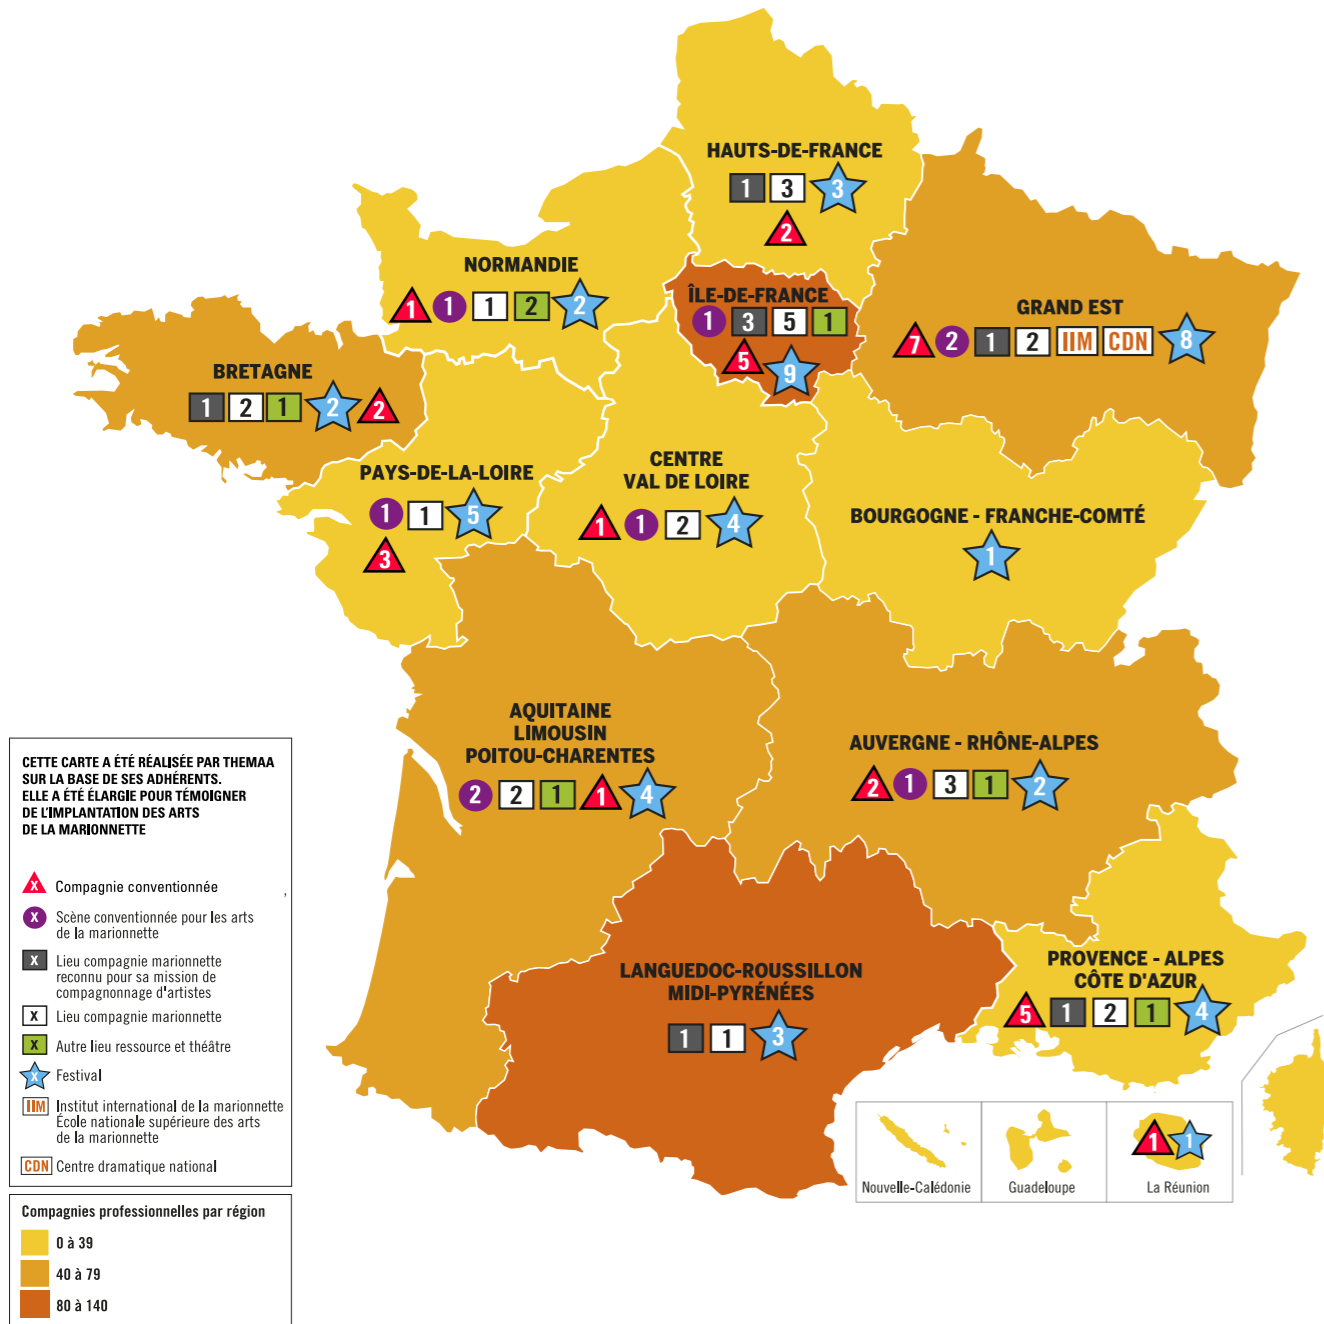 HAUTS-DE-FRANCE
1 3 3
2
NORMANDIE
1 1 1 2 2
ÎLE-DE-FRANCE
1 3 5 1
5 9
GRAND EST
7 2 1 2 IIM CDN 8
BRETAGNE
1 2 1 2 2
PAYS-DE-LA-LOIRE
1 1 5
3
CENTRE
VAL DE LOIRE
1 1 2 4
BOURGOGNE - FRANCHE-COMTÉ
1
AQUITAINE
LIMOUSIN
POITOU-CHARENTES
2 2 1 1 4
AUVERGNE - RHÔNE-ALPES
2 1 3 1 2
LANGUEDOC-ROUSSILLON
MIDI-PYRÉNÉES
1 1 3
PROVENCE - ALPES
CÔTE D'AZUR
5 1 2 1 4
Nouvelle-Calédonie
Guadeloupe
1 1
La Réunion
CETTE CARTE A ÉTÉ RÉALISÉE PAR THEMAA
SUR LA BASE DE SES ADHÉRENTS.
ELLE A ÉTÉ ÉLARGIE POUR TÉMOIGNER
DE L'IMPLANTATION DES ARTS
DE LA MARIONNETTE
X Compagnie conventionnée ,
X Scène conventionnée pour les arts
de la marionnette
X Lieu compagnie marionnette
reconnu pour sa mission de
compagnonnage d'artistes
X Lieu compagnie marionnette
X Autre lieu ressource et théâtre
X Festival
IIM Institut international de la marionnette
École nationale supérieure des arts
de la marionnette
CDN Centre dramatique national
Compagnies professionnelles par région
0 à 39
40 à 79
80 à 140